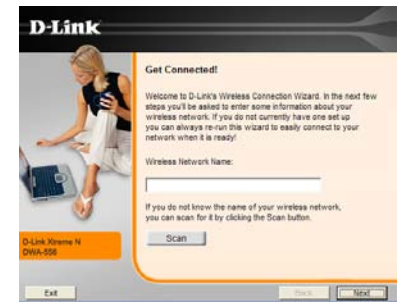 D-Link
Get Connected!
Welcome to D-Link's Wireless Connection Wizard. In the next few
steps you'll be asked to enter some information about your
wireless network. If you do not currently have one set up
you can always re-run this wizard to easily connect to your
network when it is ready!
Wireless Network Name:
If you do not know the name of your wireless network,
you can scan for it by clicking the Scan button.
Scan
D-Link Xtreme N
DWA-556
Exit
Back
Next